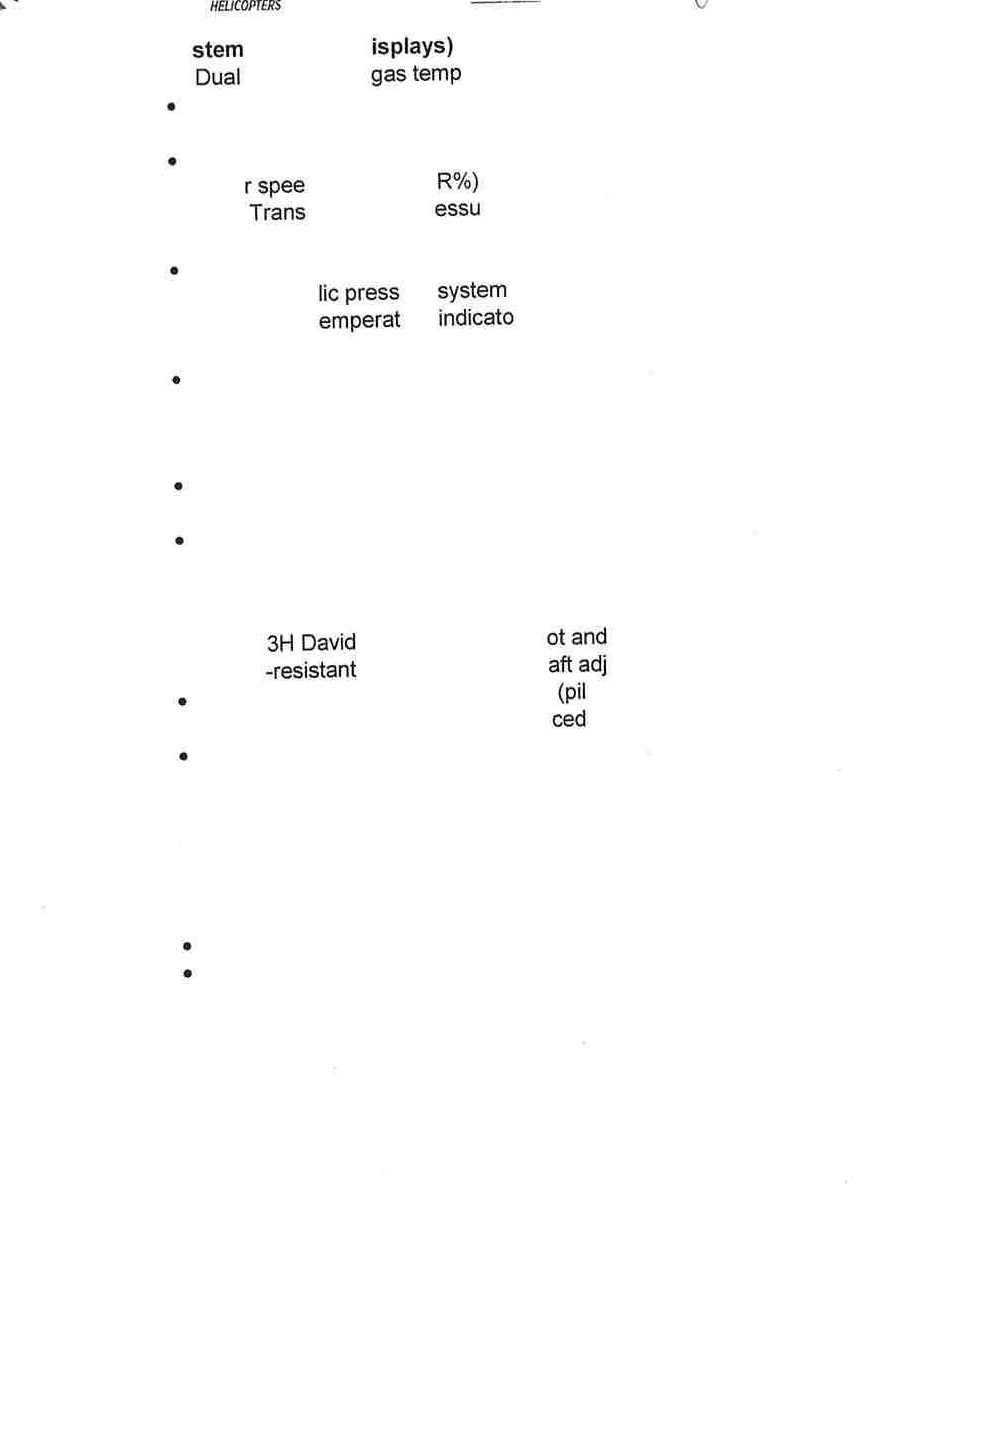 HELICOPTERS
stem isplays)
Dual gas temp
•
•
r spee R%)
Trans essu
•
lic press system
emperat indicato
•
•
•
3H David ot and
-resistant aft adj
(pil
•
ced
•
•
•